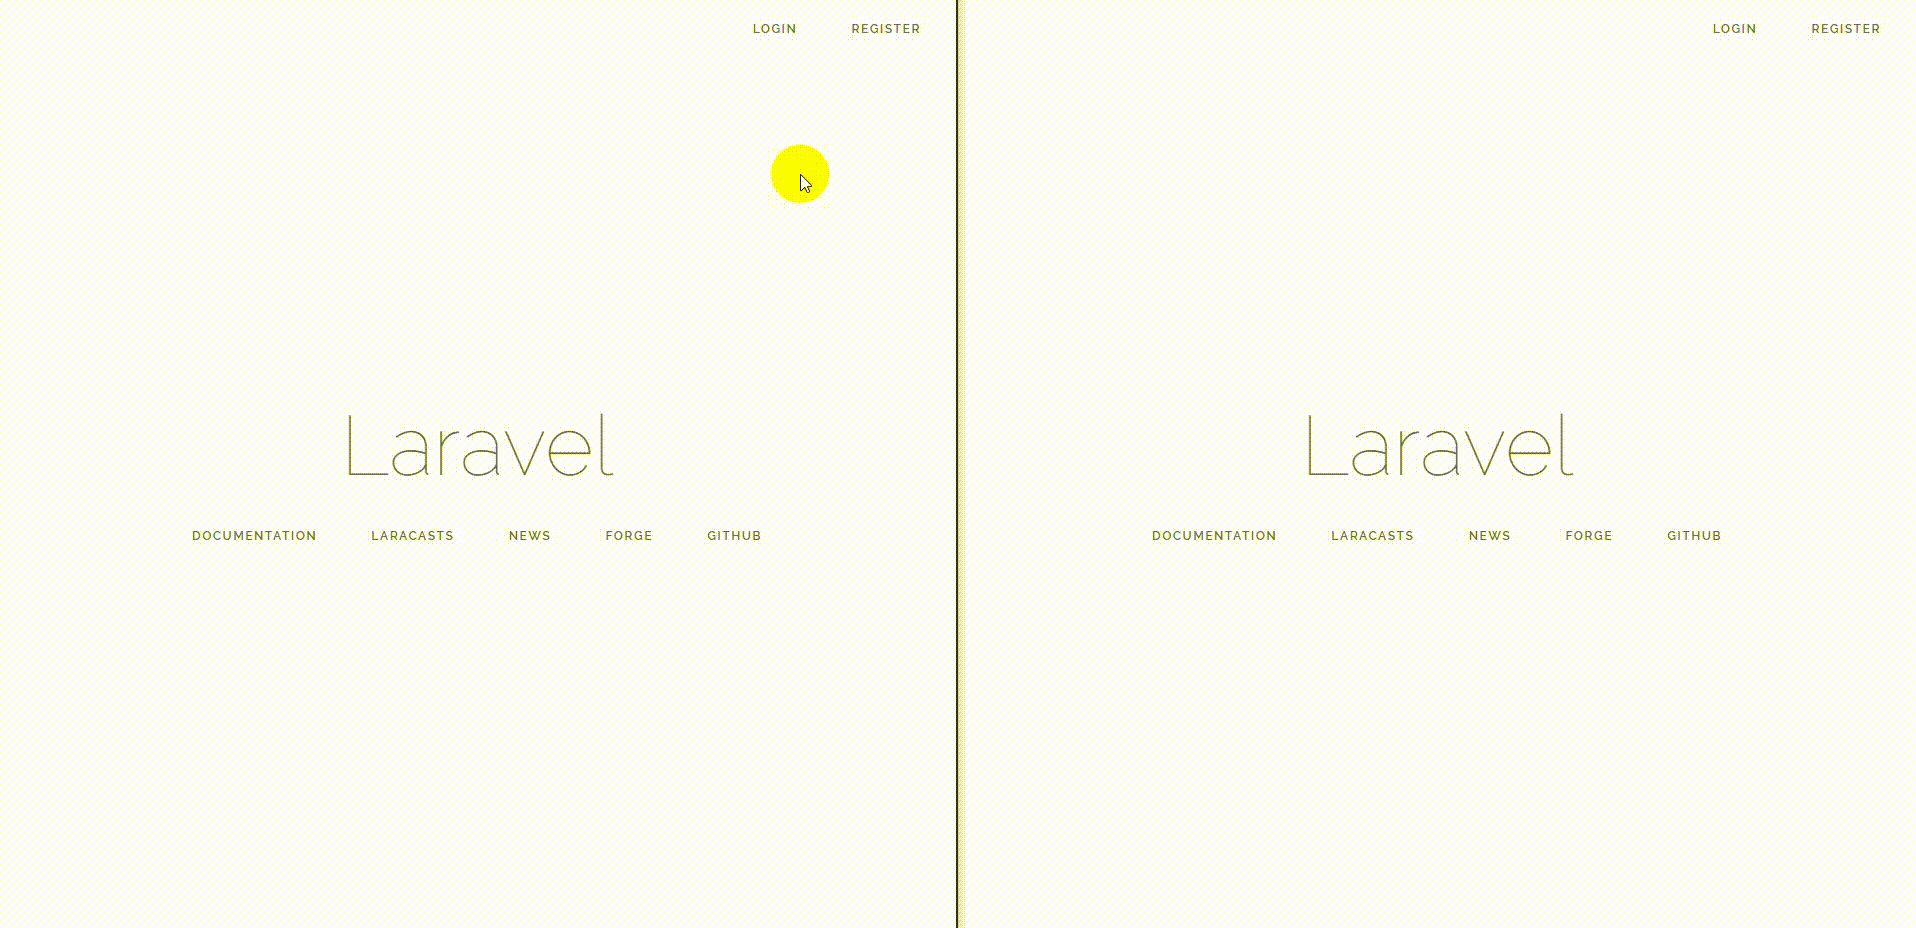 LOGIN REGISTER
Laravel
DOCUMENTATION LARACASTS NEWS FORGE GITHUB
LOGIN REGISTER
Laravel
DOCUMENTATION LARACASTS NEWS FORGE GITHUB